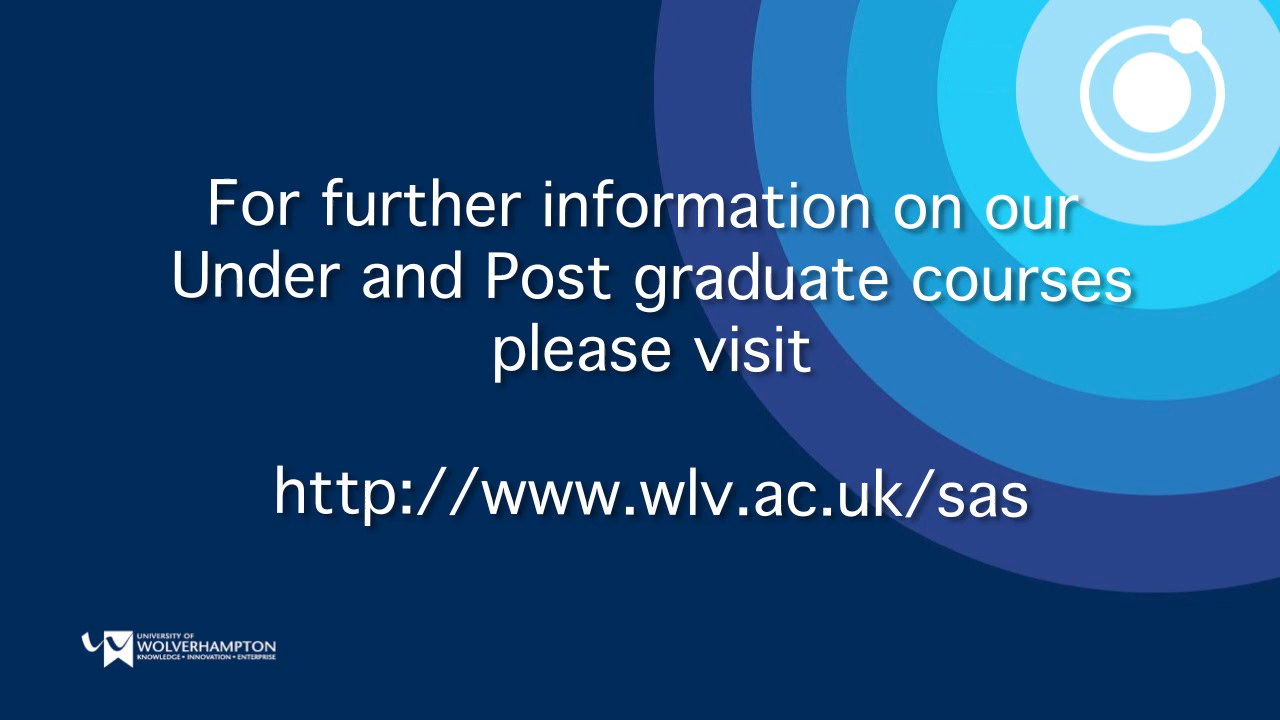 For further information on our
Under and Post graduate courses
please visit
http://www.wlv.ac.uk/sas
UNIVERSITY OF
WOLVERHAMPTON
KNOWLEDGE • INNOVATION • ENTERPRISE